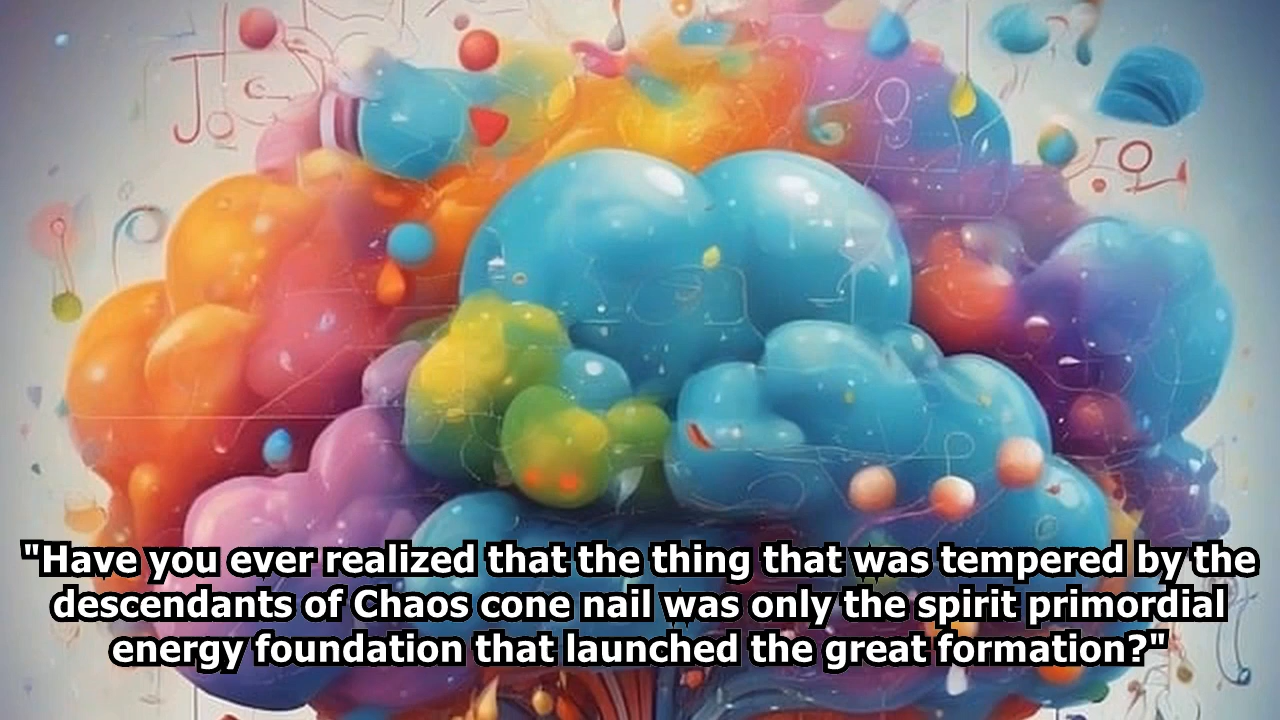 "Have you ever realized that the thing that was tempered by the
descendants of Chaos cone nail was only the spirit primordial
energy foundation that launched the great formation?"